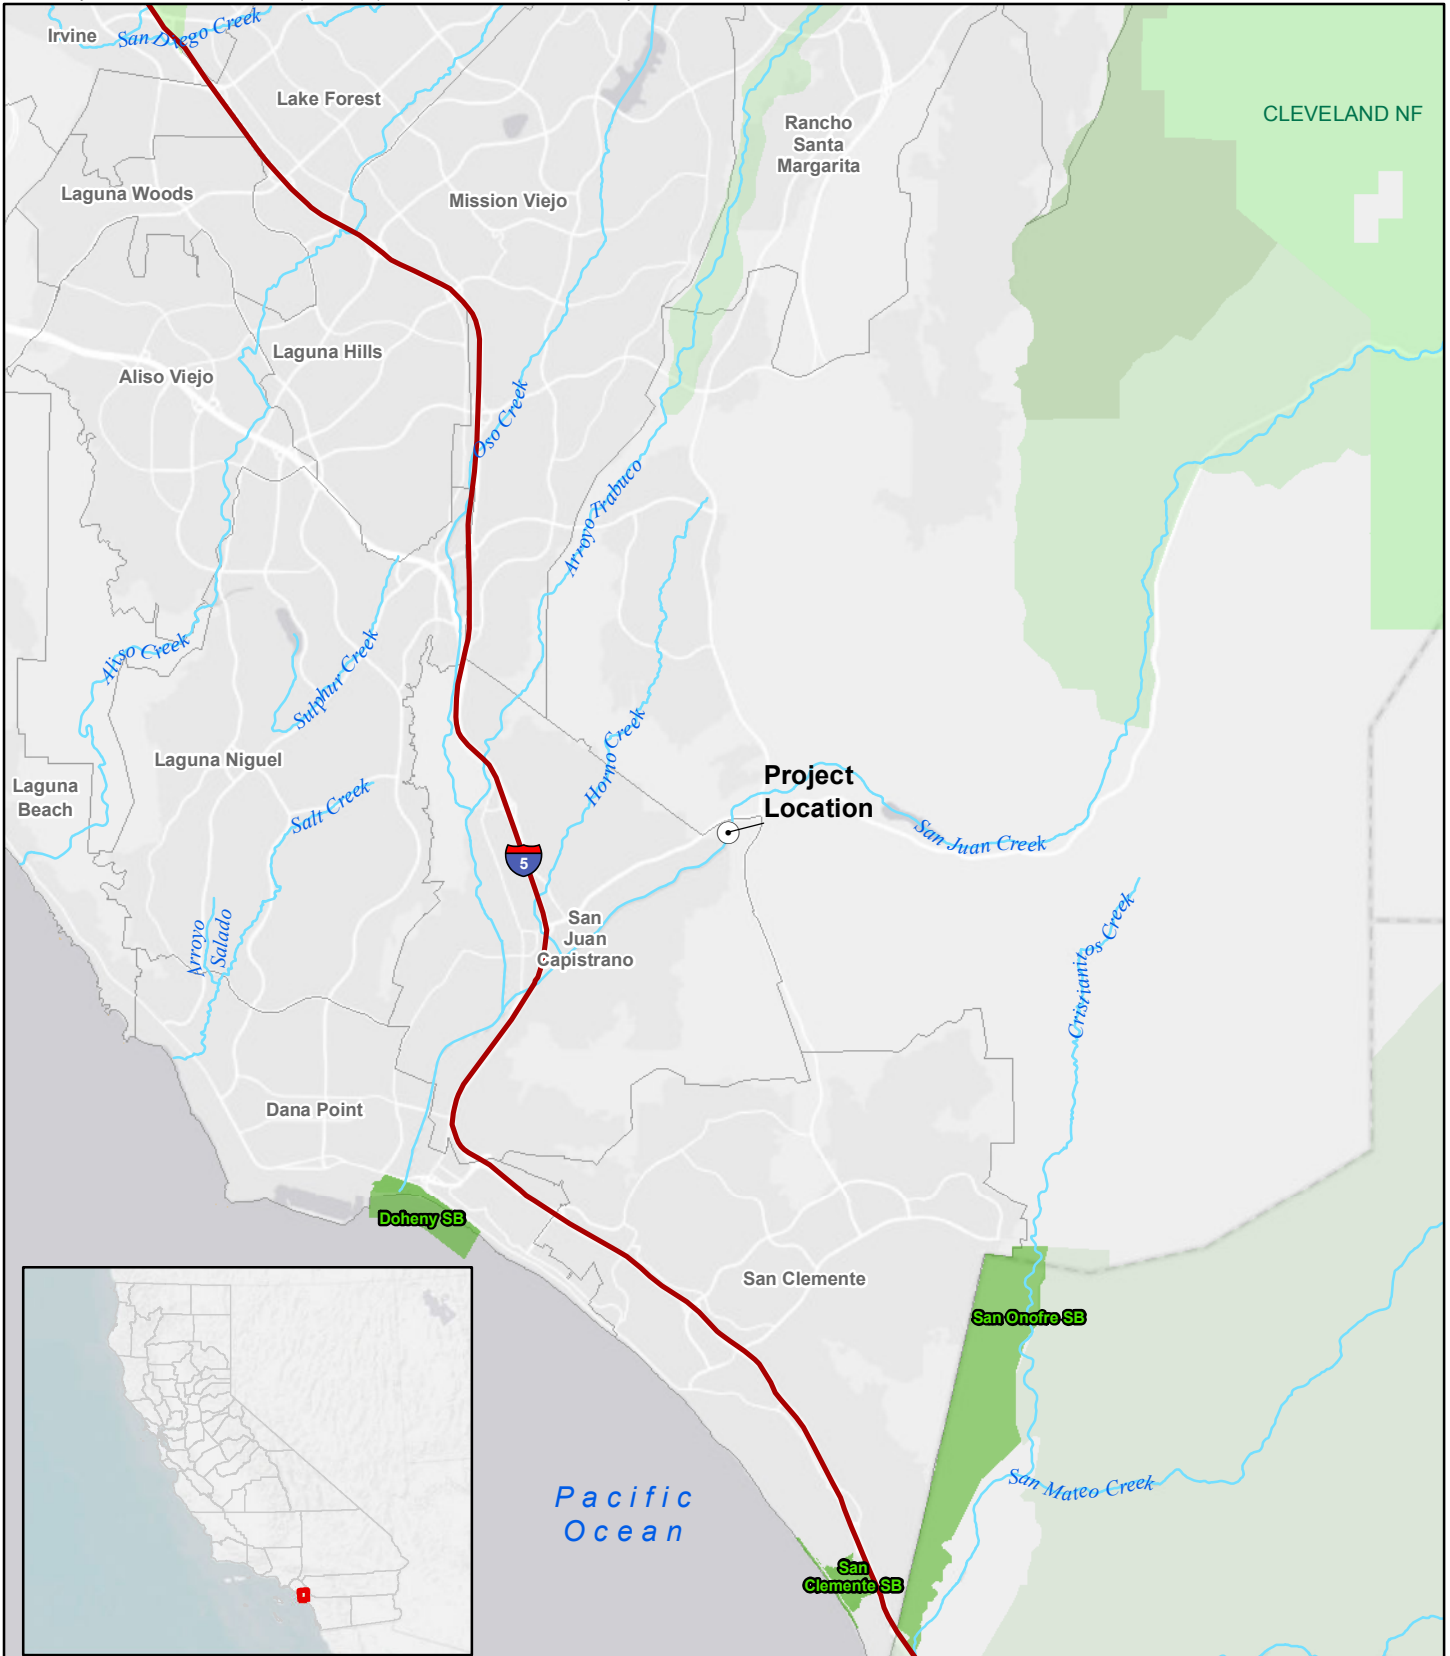 Irvine
San Diego Creek
Lake Forest
CLEVELAND NF
Rancho
Santa
Margarita
Laguna Woods
Mission Viejo
Laguna Hills
Aliso Viejo
Oso Creek
Arroyo Trabuco
Aliso Creek
Sulphur Creek
Horno Creek
Laguna Niguel
Laguna
Beach
Salt Creek
Project
Location
San Juan Creek
5
Arroyo
Salado
San
Juan
Capistrano
Cristianitos Creek
Dana Point
Doheny SB
San Clemente
San Onofre SB
San Mateo Creek
Pacific
Ocean
San
Clemente SB